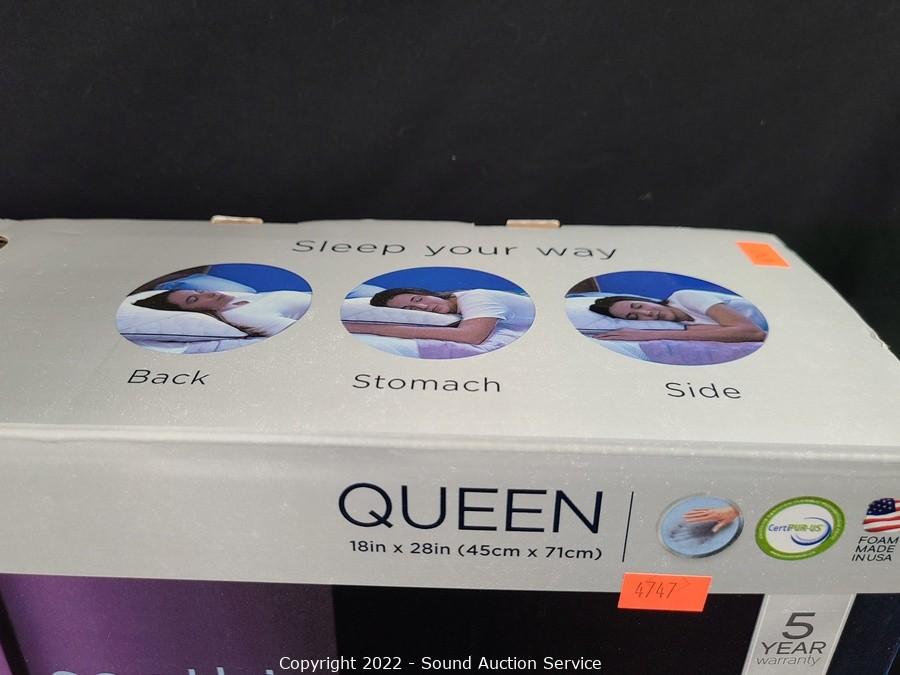 Sleep your way
Back
Stomach
Side
QUEEN
18in x 28in (45cm x 71cm)
CertiPUR-US
FOAM
MADE
IN USA
4747
5
YEAR
warranty
Copyright 2022 - Sound Auction Service